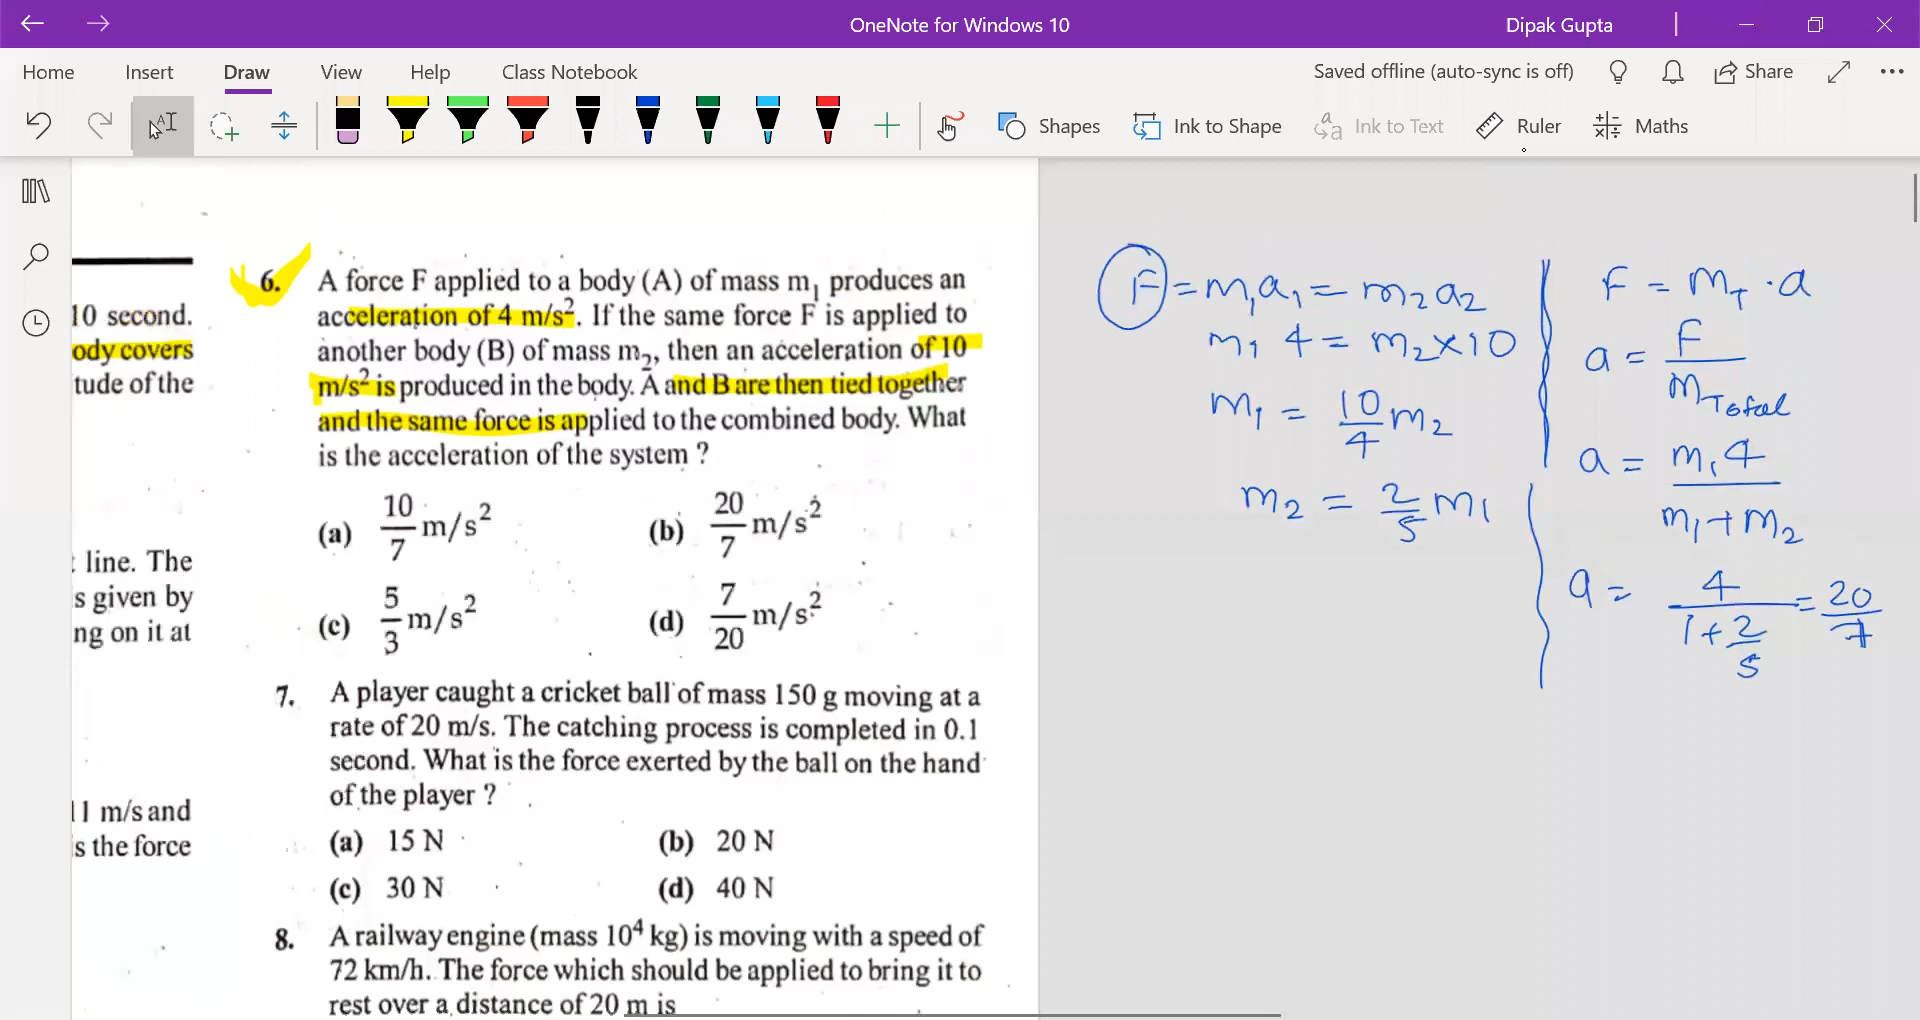 OneNote for Windows 10
Dipak Gupta
Home Insert Draw View Help Class Notebook
Saved offline (auto-sync is off) Share
Shapes Ink to Shape Ink to Text Ruler Maths
10 second.
ody covers
tude of the
line. The
s given by
ng on it at
11 m/s and
s the force
6. A force F applied to a body (A) of mass m₁ produces an
acceleration of 4 m/s². If the same force F is applied to
another body (B) of mass m₂, then an acceleration of 10
m/s² is produced in the body. A and B are then tied together
and the same force is applied to the combined body. What
is the acceleration of the system ?
(a) 10/7 m/s² (b) 20/7 m/s²
(c) 5/3 m/s² (d) 7/20 m/s²
7. A player caught a cricket ball of mass 150 g moving at a
rate of 20 m/s. The catching process is completed in 0.1
second. What is the force exerted by the ball on the hand
of the player ?
(a) 15 N (b) 20 N
(c) 30 N (d) 40 N
8. A railway engine (mass 10⁴ kg) is moving with a speed of
72 km/h. The force which should be applied to bring it to
rest over a distance of 20 m is
F = m₁a₁ = m₂a₂
m₁ 4 = m₂×10
m₁ = 10/4 m₂
m₂ = 2/5 m₁
F = m_T · a
a = F/m_Total
a = m₁4/m₁+m₂
a = 4/1+2/5 = 20/7